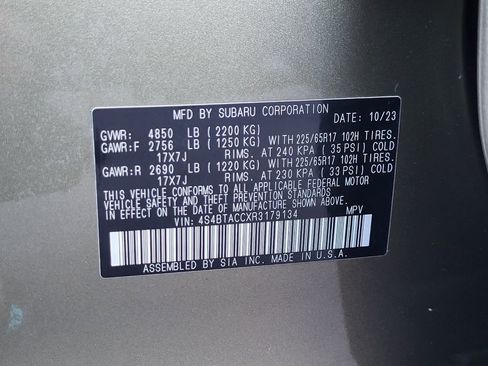 MFD BY SUBARU CORPORATION DATE: 10/23
GVWR: 4850 LB ( 2200 KG)
GAWR:F 2756 LB ( 1250 KG) WITH 225/65R17 102H TIRES.
17X7J RIMS. AT 240 KPA ( 35 PSI) COLD
GAWR:R 2690 LB ( 1220 KG) WITH 225/65R17 102H TIRES.
17X7J RIMS. AT 230 KPA ( 33 PSI) COLD
THIS VEHICLE CONFORMS TO ALL APPLICABLE FEDERAL MOTOR
VEHICLE SAFETY, BUMPER, AND THEFT PREVENTION
STANDARDS IN EFFECT ON THE DATE OF MANUFACTURE SHOWN ABOVE.
VIN: 4S4BTACCXR3179134 MPV
ASSEMBLED BY SIA INC. MADE IN U.S.A.